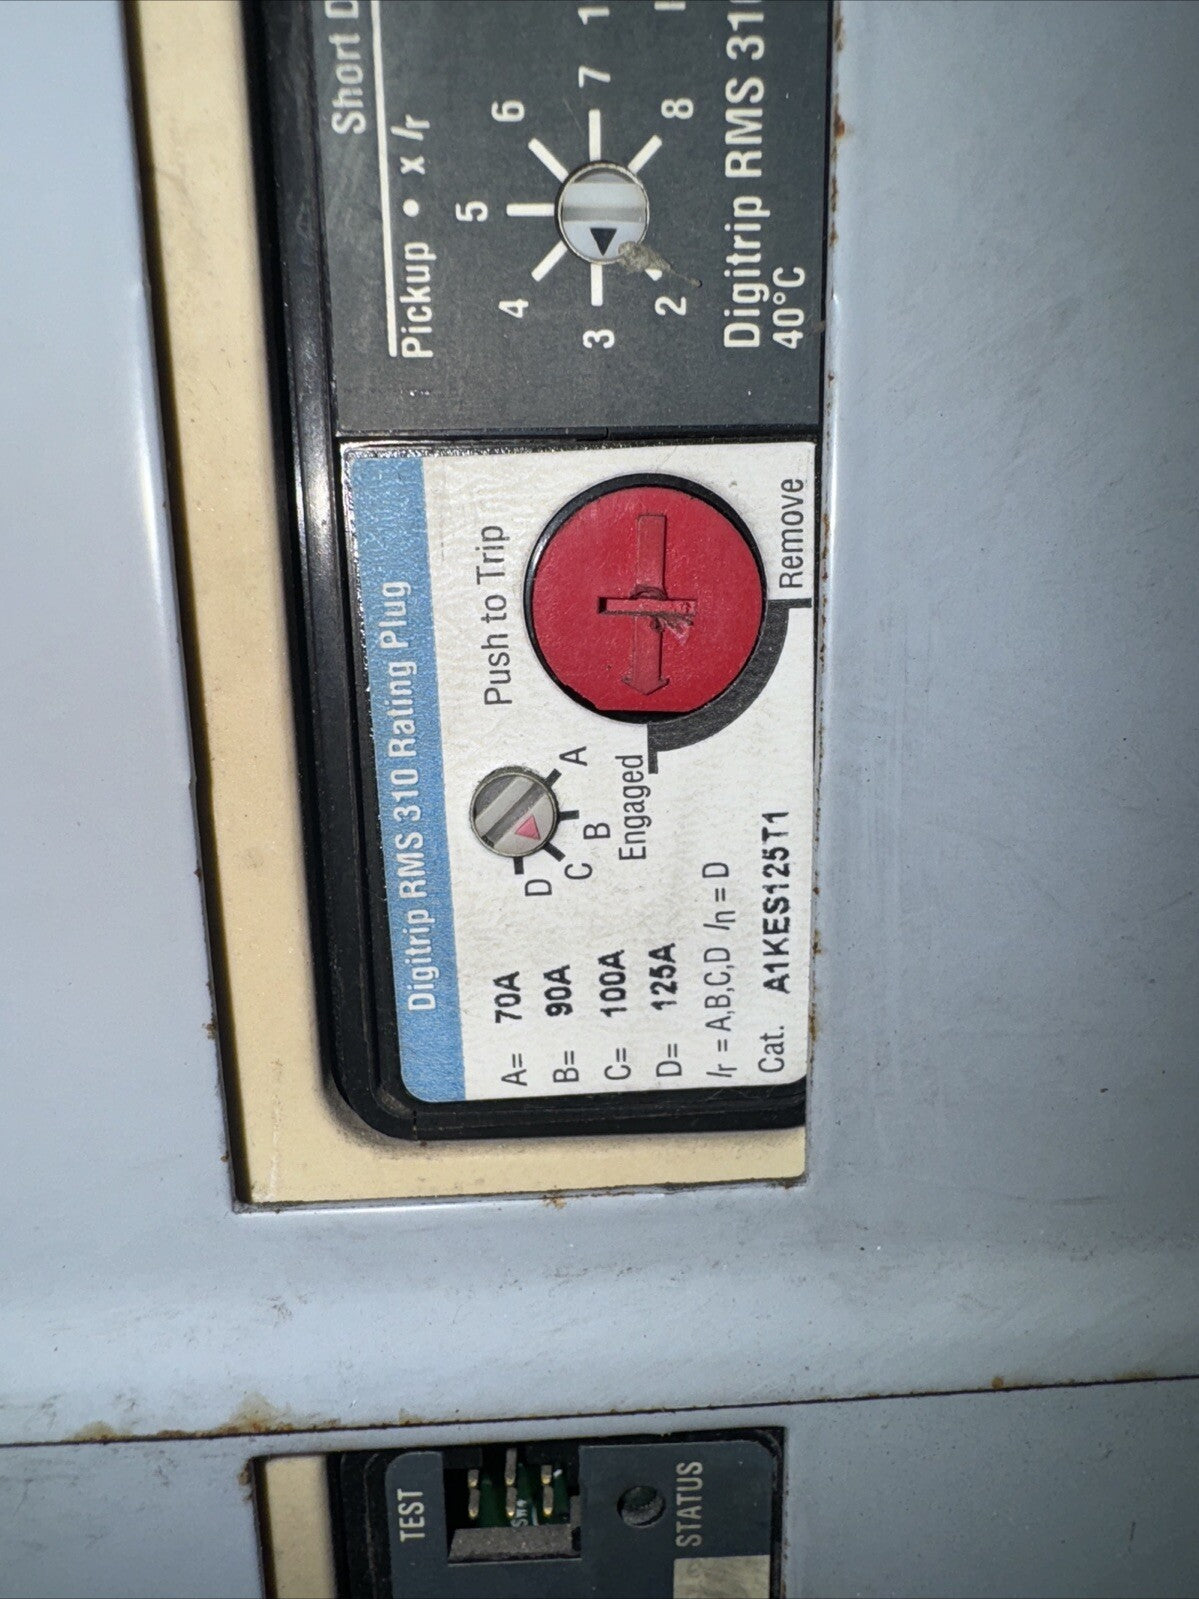 Short D
Pickup • x Ir
2
3
4
5
6
7
8
Digitrip RMS 310
40°C
Digitrip RMS 310 Rating Plug
Push to Trip
A
B
C
D
Engaged
Remove
A= 70A
B= 90A
C= 100A
D= 125A
Ir = A,B,C,D In = D
Cat. A1KES125T1
TEST
STATUS